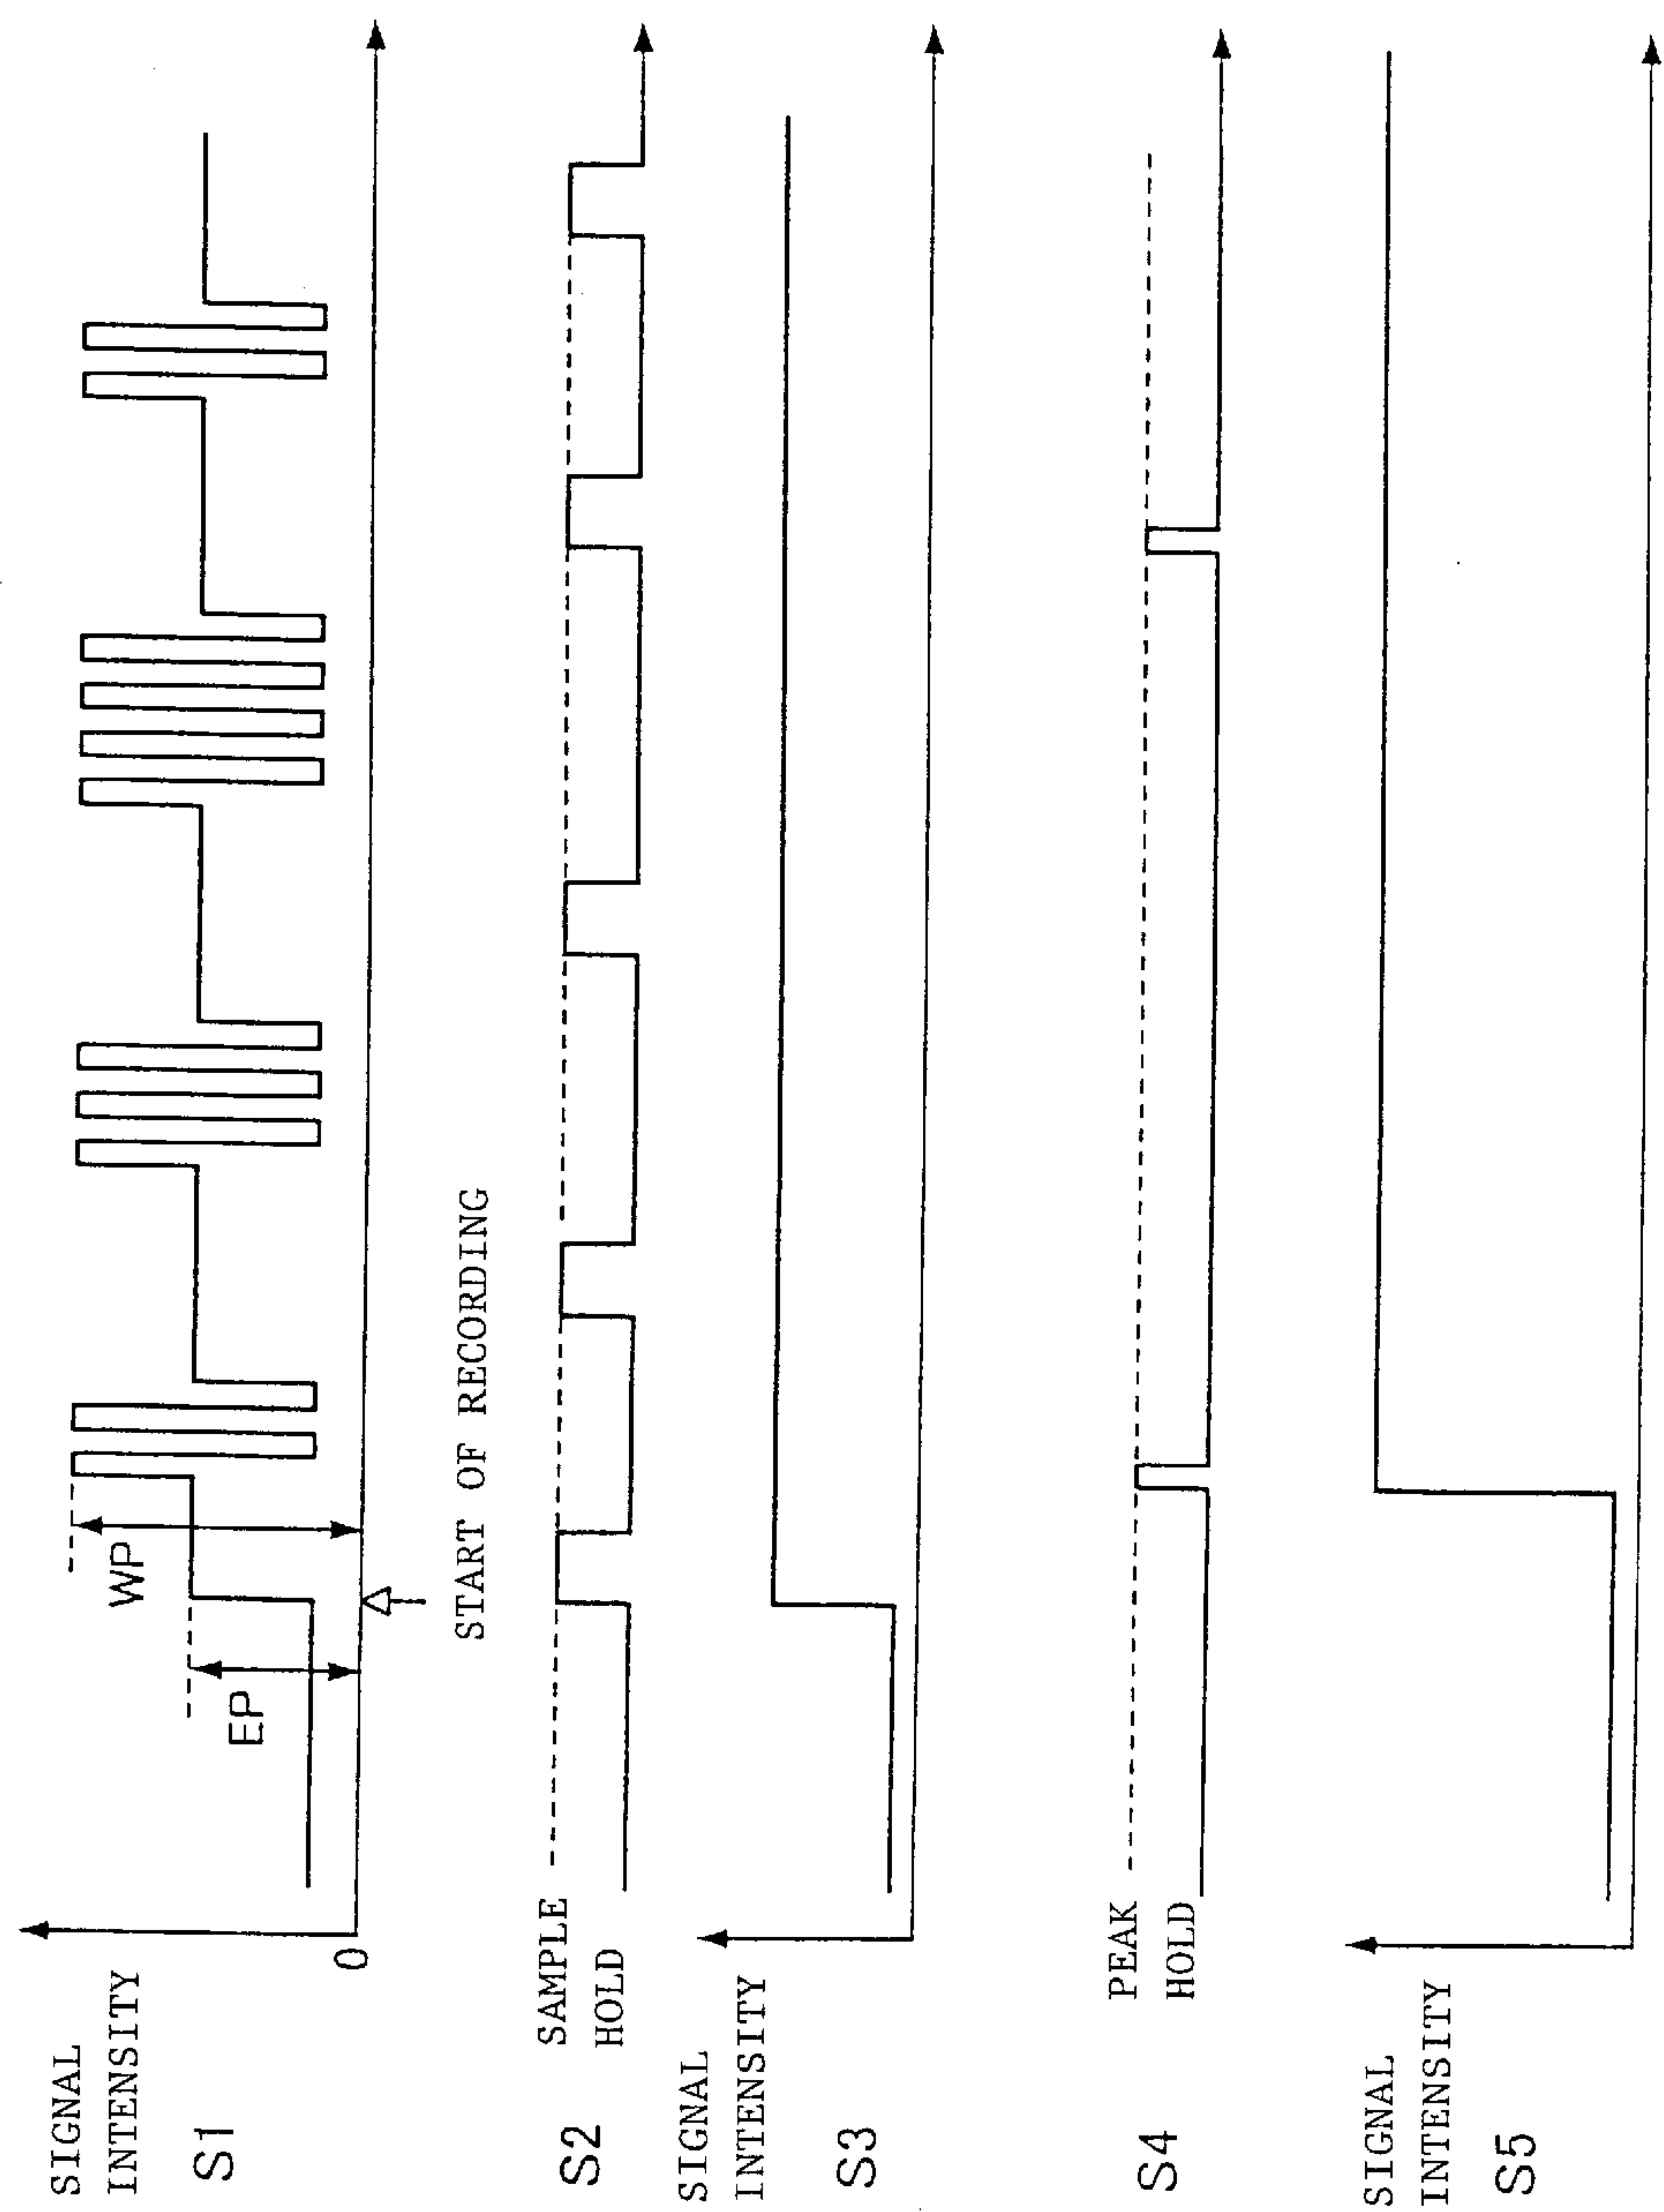 SIGNAL
INTENSITY
S1
WP
EP
0
START OF RECORDING
S2
SAMPLE
HOLD
SIGNAL
INTENSITY
S3
S4
PEAK
HOLD
SIGNAL
INTENSITY
S5